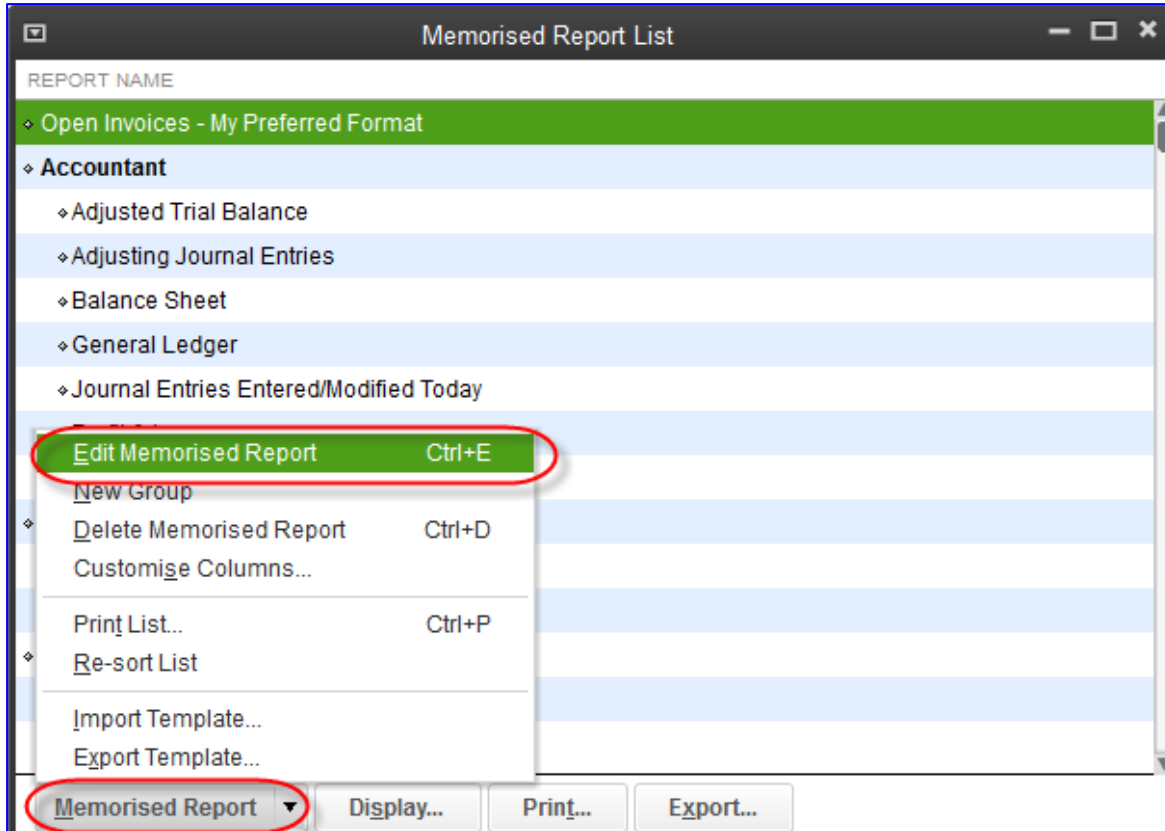 Memorised Report List
REPORT NAME
Open Invoices - My Preferred Format
Accountant
Adjusted Trial Balance
Adjusting Journal Entries
Balance Sheet
General Ledger
Journal Entries Entered/Modified Today
Edit Memorised Report Ctrl+E
New Group
Delete Memorised Report Ctrl+D
Customise Columns...
Print List... Ctrl+P
Re-sort List
Import Template...
Export Template...
Memorised Report Display... Print... Export...